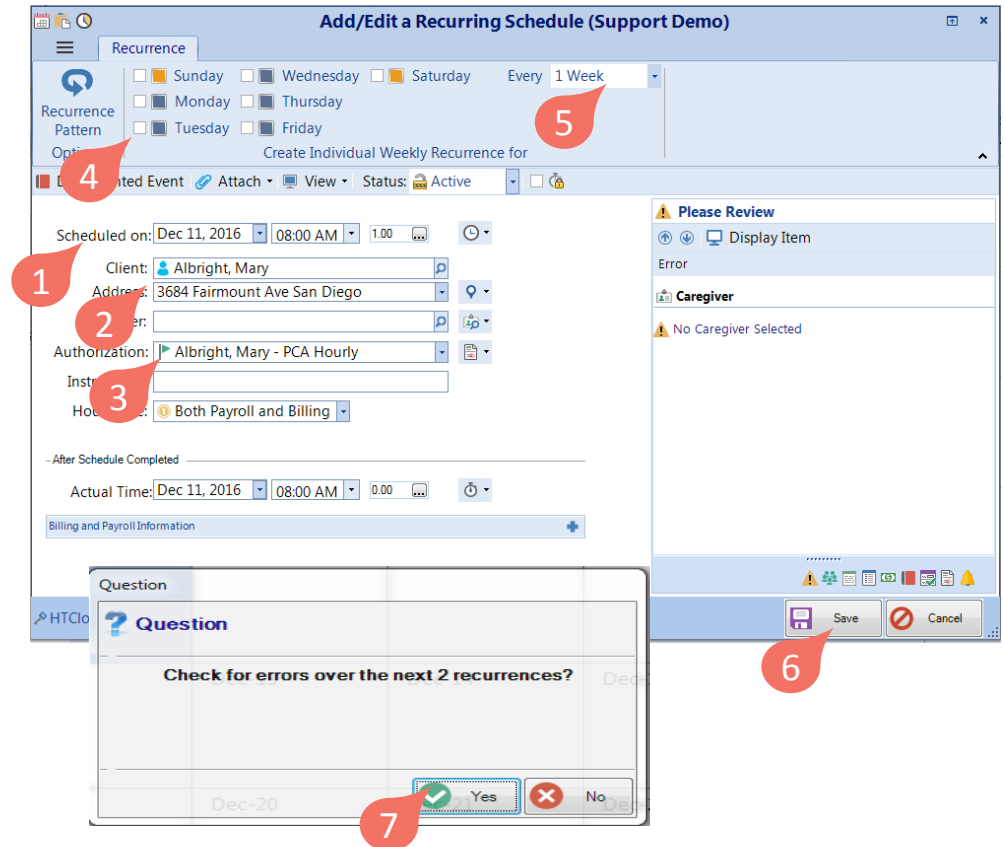 Add/Edit a Recurring Schedule (Support Demo)
Recurrence
Sunday Wednesday Saturday Every 1 Week
Recurrence Pattern
Monday Thursday
Tuesday Friday
5
4
Create Individual Weekly Recurrence for
Event Attach View Status: Active
Please Review
Display Item
Error
Caregiver
No Caregiver Selected
Scheduled on: Dec 11, 2016 08:00 AM 1.00 ...
1
Client: Albright, Mary
Address: 3684 Fairmount Ave San Diego
2
Authorization: Albright, Mary - PCA Hourly
3
Both Payroll and Billing
After Schedule Completed
Actual Time: Dec 11, 2016 08:00 AM 0.00 ...
Billing and Payroll Information
Save Cancel
6
Question
Question
Check for errors over the next 2 recurrences?
Dec-20
Yes No
7